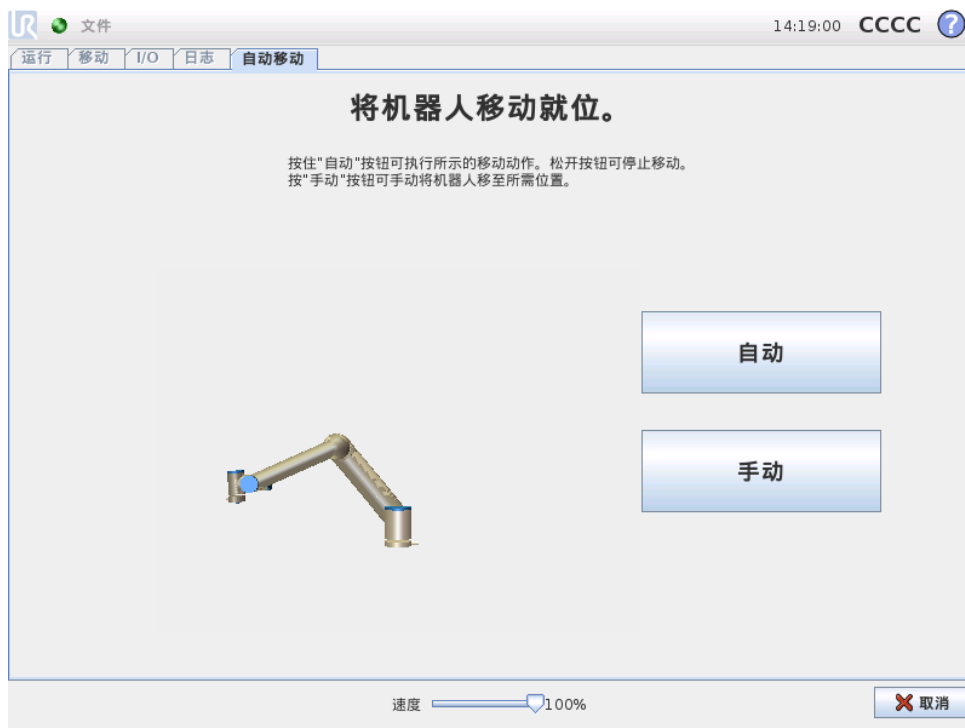 UR 文件 14:19:00 CCCC ?
运行 移动 I/O 日志 自动移动
将机器人移动就位。
按住"自动"按钮可执行所示的移动动作。松开按钮可停止移动。
按"手动"按钮可手动将机器人移至所需位置。
自动
手动
速度 100% 取消